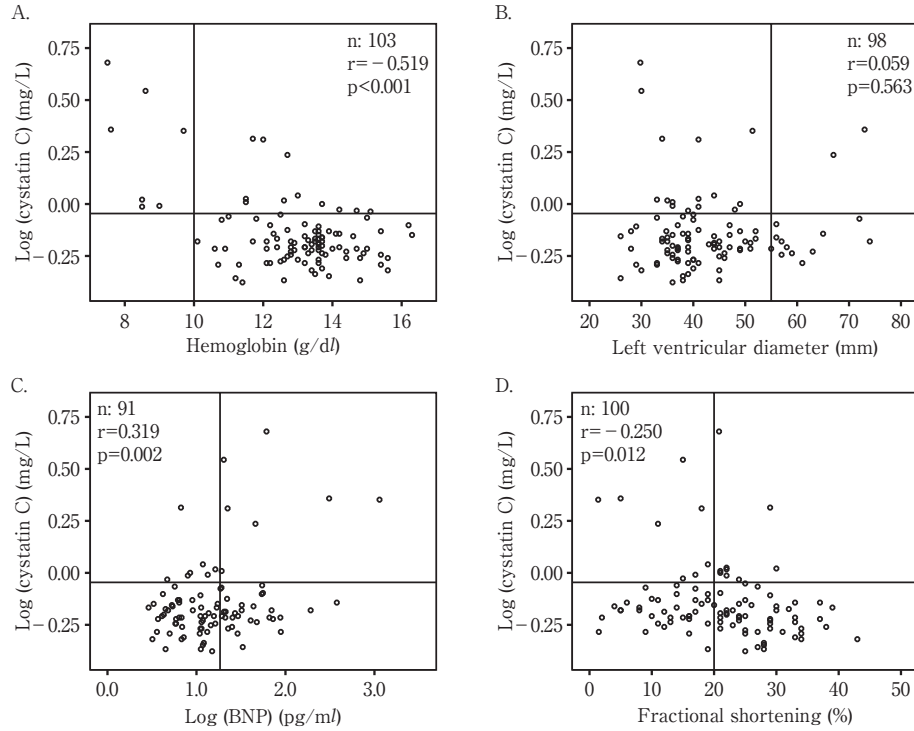 A.
n: 103
r=−0.519
p<0.001
0.75
0.50
0.25
0.00
−0.25
Log (cystatin C) (mg/L)
8 10 12 14 16
Hemoglobin (g/dl)
B.
n: 98
r=0.059
p=0.563
0.75
0.50
0.25
0.00
−0.25
Log (cystatin C) (mg/L)
20 30 40 50 60 70 80
Left ventricular diameter (mm)
C.
n: 91
r=0.319
p=0.002
0.75
0.50
0.25
0.00
−0.25
Log (cystatin C) (mg/L)
0.0 1.0 2.0 3.0
Log (BNP) (pg/ml)
D.
n: 100
r=−0.250
p=0.012
0.75
0.50
0.25
0.00
−0.25
Log (cystatin C) (mg/L)
0 10 20 30 40 50
Fractional shortening (%)